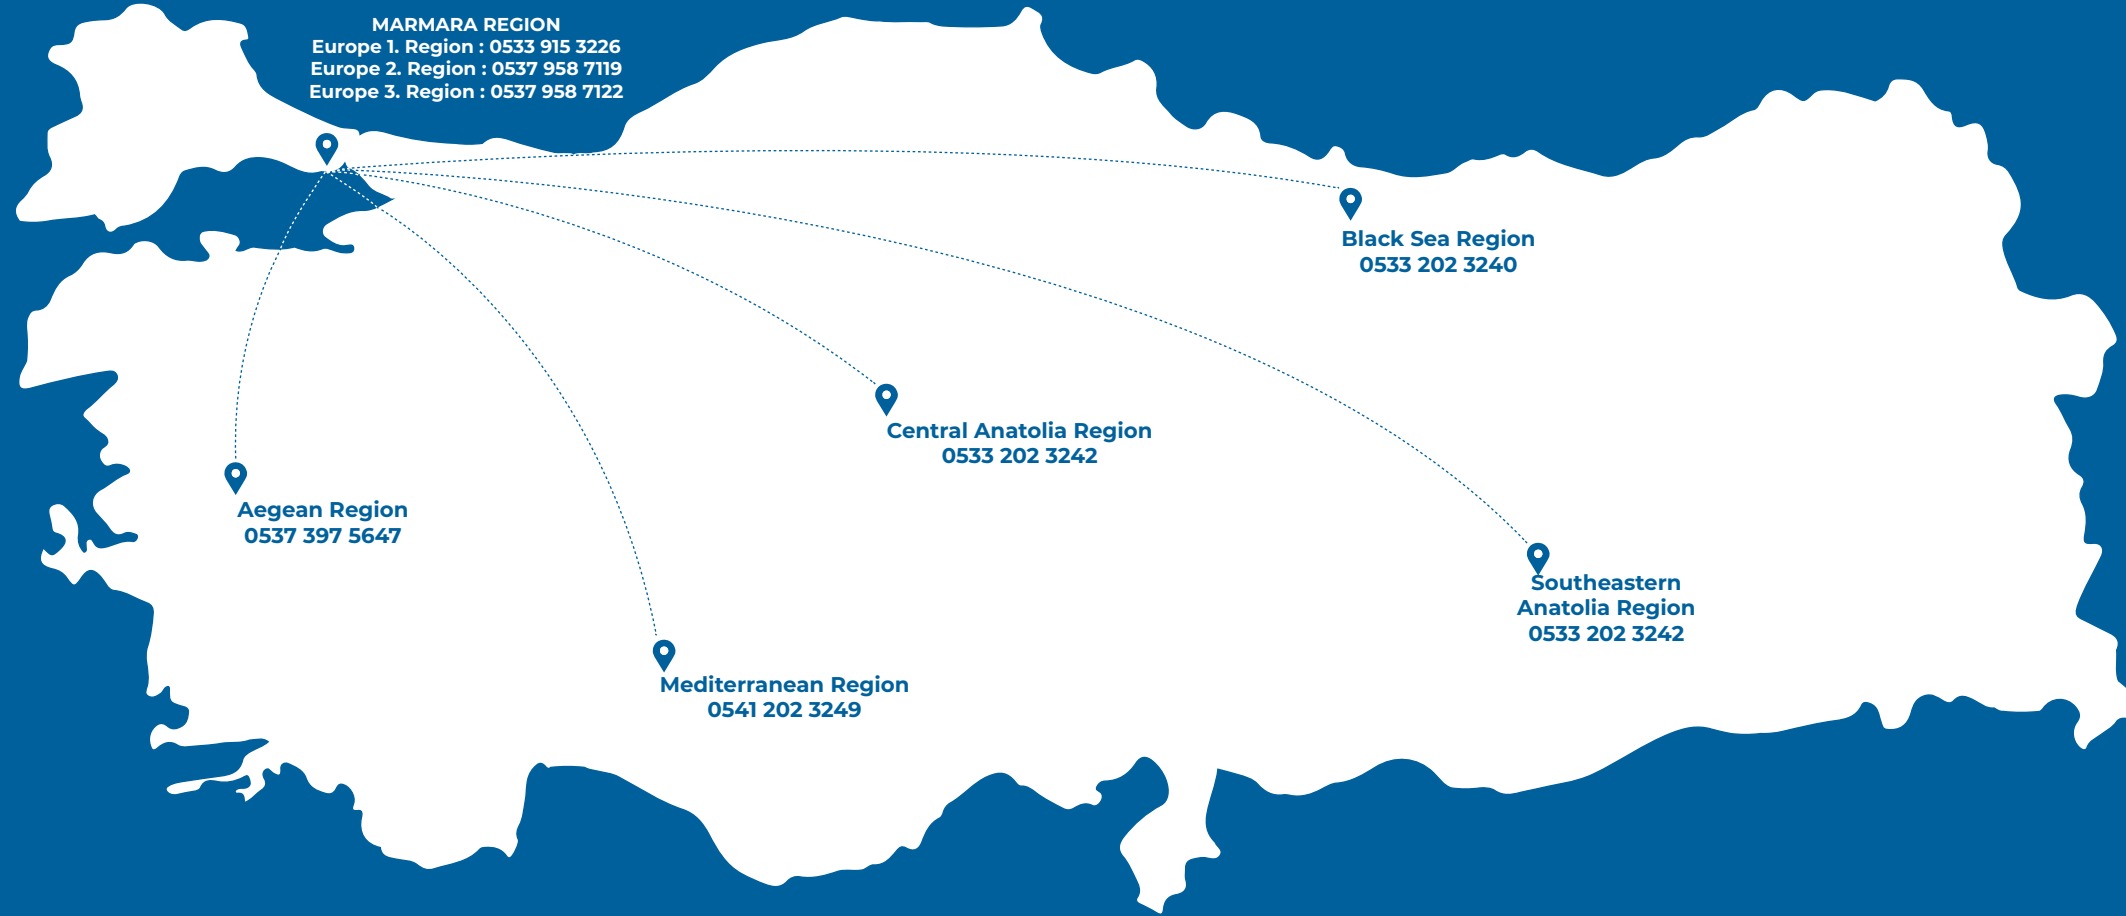 MARMARA REGION
Europe 1. Region : 0533 915 3226
Europe 2. Region : 0537 958 7119
Europe 3. Region : 0537 958 7122
Black Sea Region
0533 202 3240
Central Anatolia Region
0533 202 3242
Aegean Region
0537 397 5647
Southeastern
Anatolia Region
0533 202 3242
Mediterranean Region
0541 202 3249